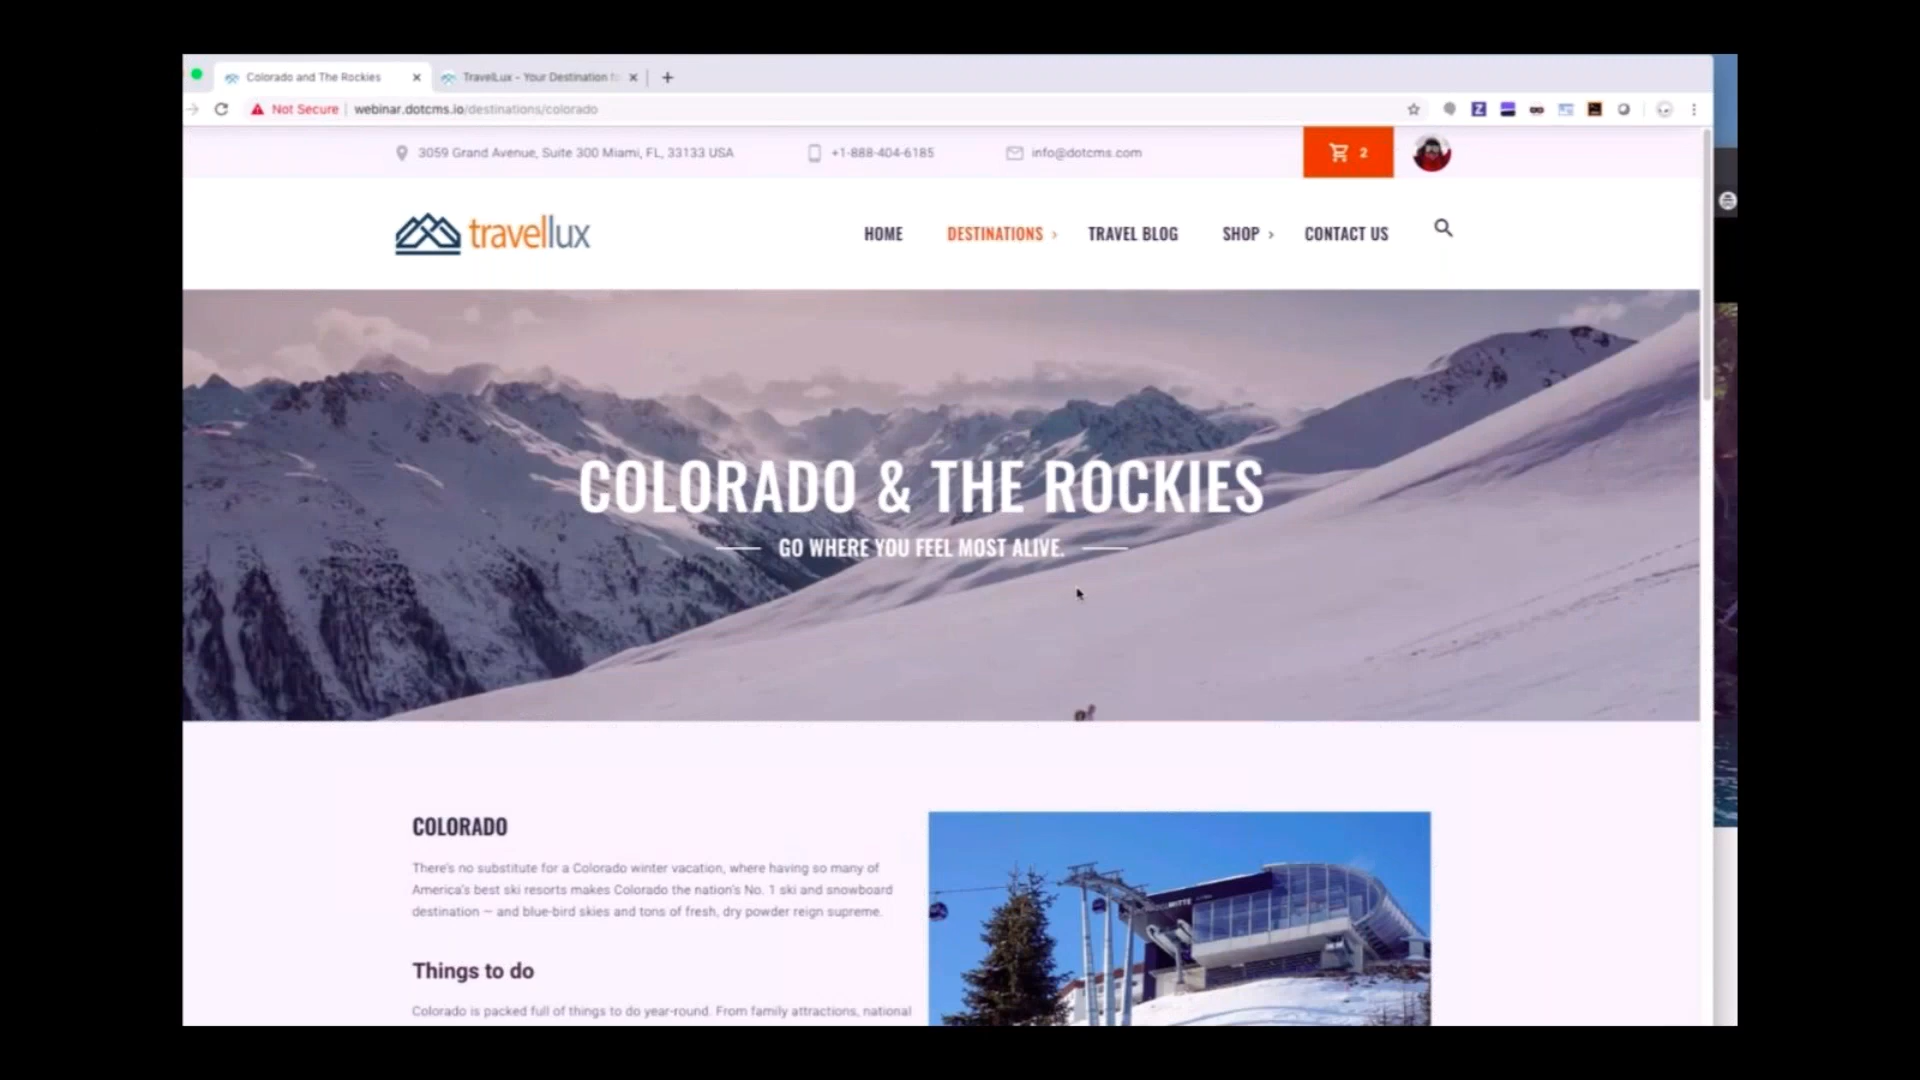 Colorado and The Rockies
TravelLux - Your Destination fo
Not Secure | webinar.dotcms.io/destinations/colorado
3059 Grand Avenue, Suite 300 Miami, FL, 33133 USA
+1-888-404-6185
info@dotcms.com
2
travellux
HOME
DESTINATIONS
TRAVEL BLOG
SHOP
CONTACT US
COLORADO & THE ROCKIES
GO WHERE YOU FEEL MOST ALIVE.
COLORADO
There's no substitute for a Colorado winter vacation, where having so many of
America's best ski resorts makes Colorado the nation's No. 1 ski and snowboard
destination — and blue-bird skies and tons of fresh, dry powder reign supreme.
Things to do
Colorado is packed full of things to do year-round. From family attractions, national